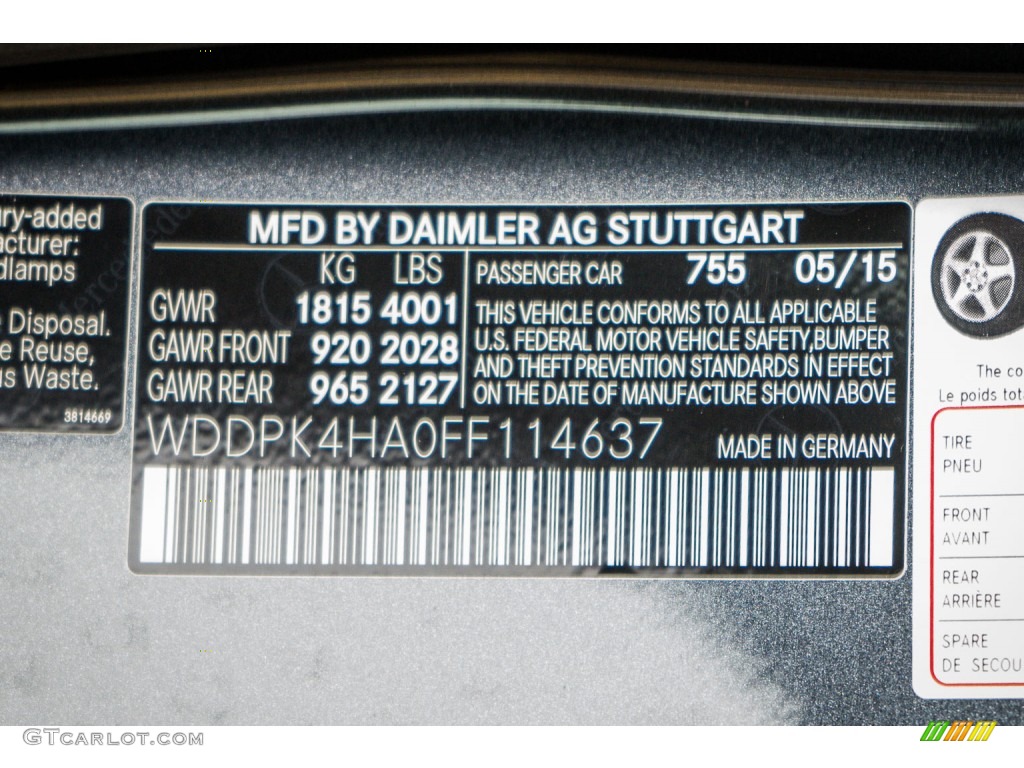 ry-added
acturer:
dlamps
Disposal.
e Reuse,
us Waste.
3814669
MFD BY DAIMLER AG STUTTGART
KG LBS
GVWR 1815 4001
GAWR FRONT 920 2028
GAWR REAR 965 2127
PASSENGER CAR 755 05/15
THIS VEHICLE CONFORMS TO ALL APPLICABLE
U.S. FEDERAL MOTOR VEHICLE SAFETY,BUMPER
AND THEFT PREVENTION STANDARDS IN EFFECT
ON THE DATE OF MANUFACTURE SHOWN ABOVE
WDDPK4HA0FF114637 MADE IN GERMANY
The co
Le poids tota
TIRE
PNEU
FRONT
AVANT
REAR
ARRIÈRE
SPARE
DE SECOU
GTCARLOT.COM